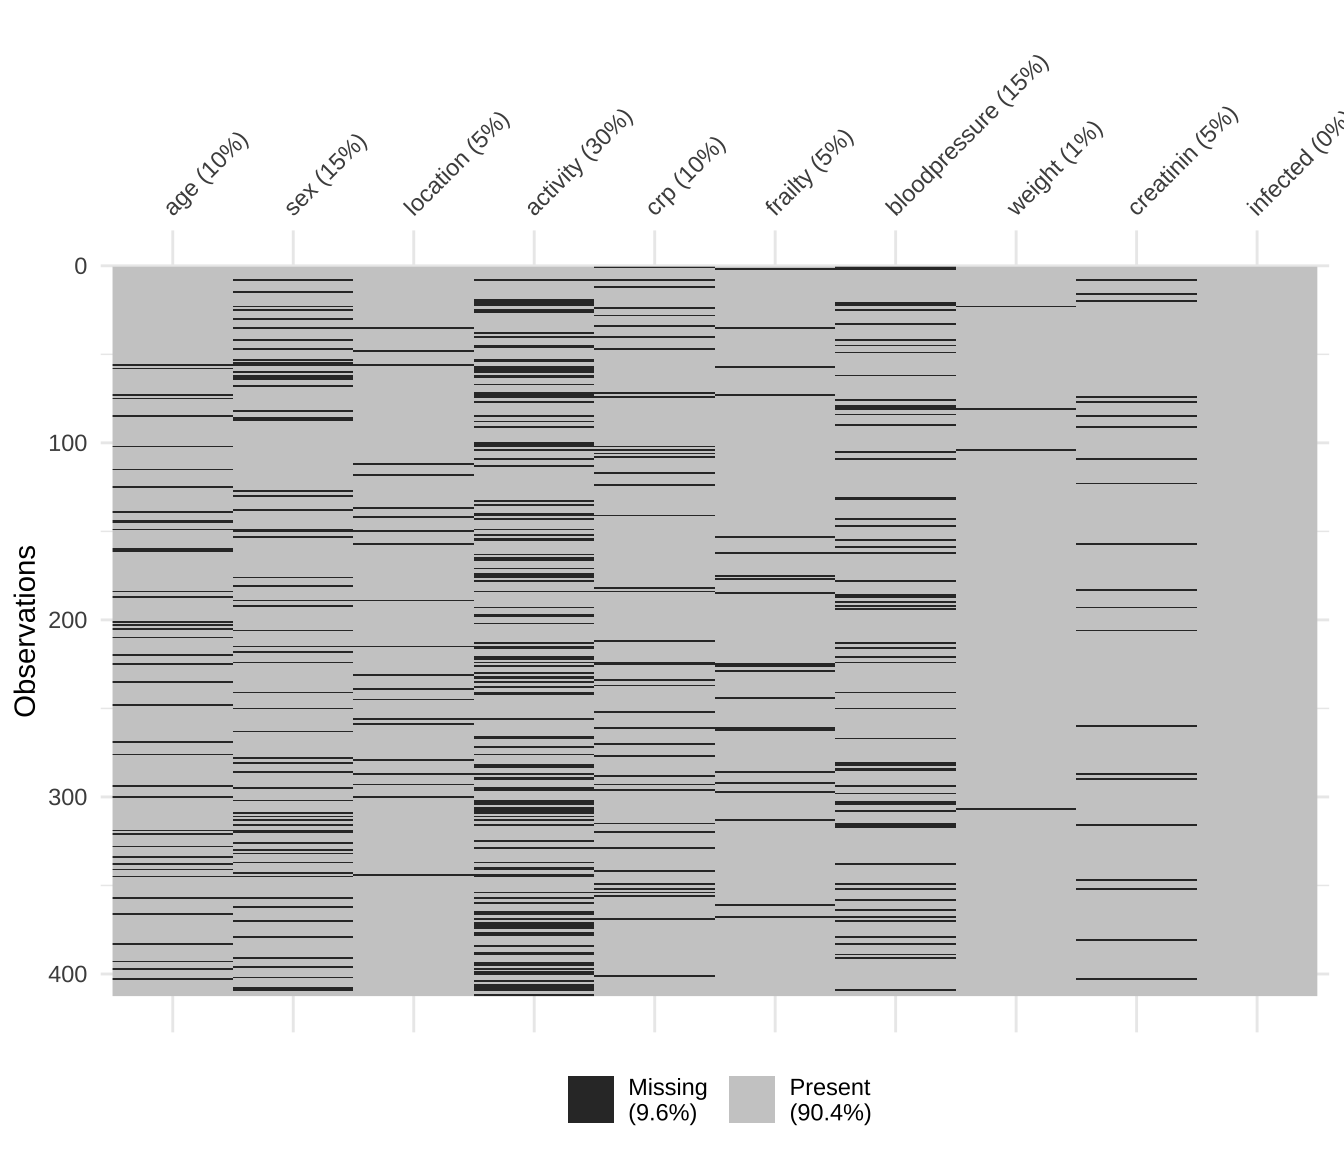 age (10%)
sex (15%)
location (5%)
activity (30%)
crp (10%)
frailty (5%)
bloodpressure (15%)
weight (1%)
creatinin (5%)
infected (0%
Observations
0
100
200
300
400
Missing
(9.6%)
Present
(90.4%)